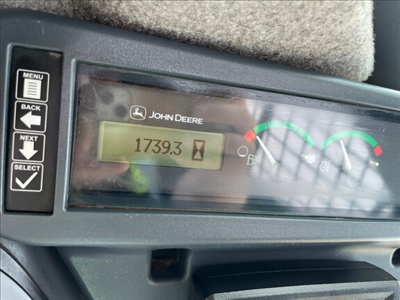 MENU
BACK
NEXT
SELECT
JOHN DEERE
1739.3